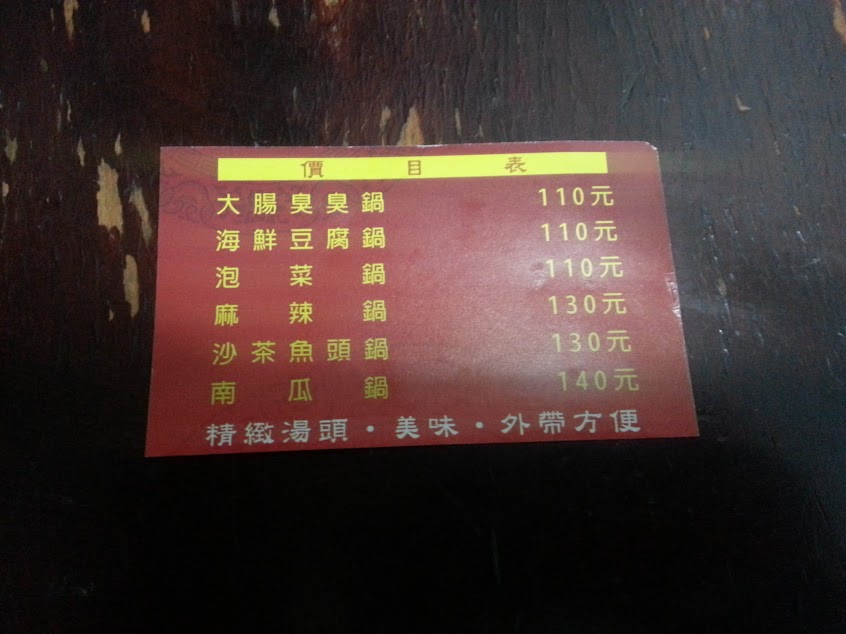 價目表
大腸臭臭鍋 110元
海鮮豆腐鍋 110元
泡菜鍋 110元
麻辣鍋 130元
沙茶魚頭鍋 130元
南瓜鍋 140元
精緻湯頭・美味・外帶方便